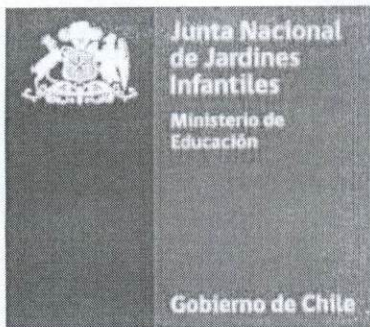 Junta Nacional
de Jardines
Infantiles
Ministerio de
Educación
Gobierno de Chile